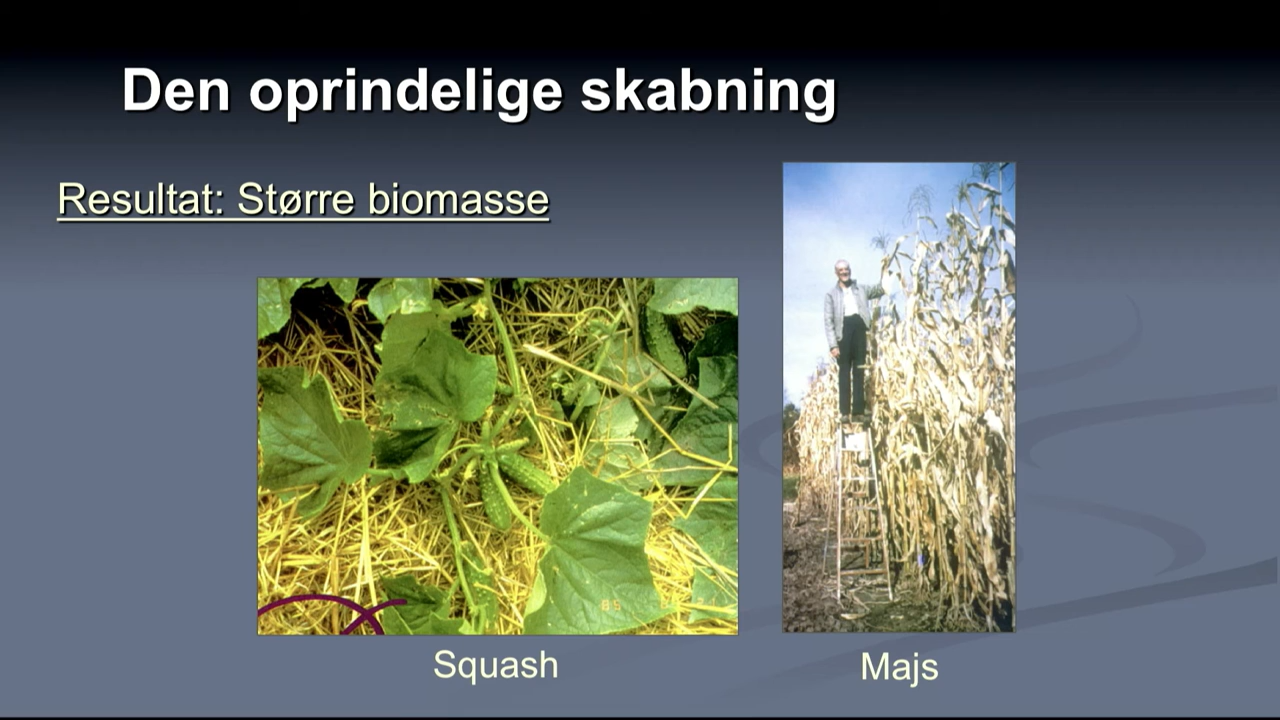 Den oprindelige skabning
Resultat: Større biomasse
Squash
Majs